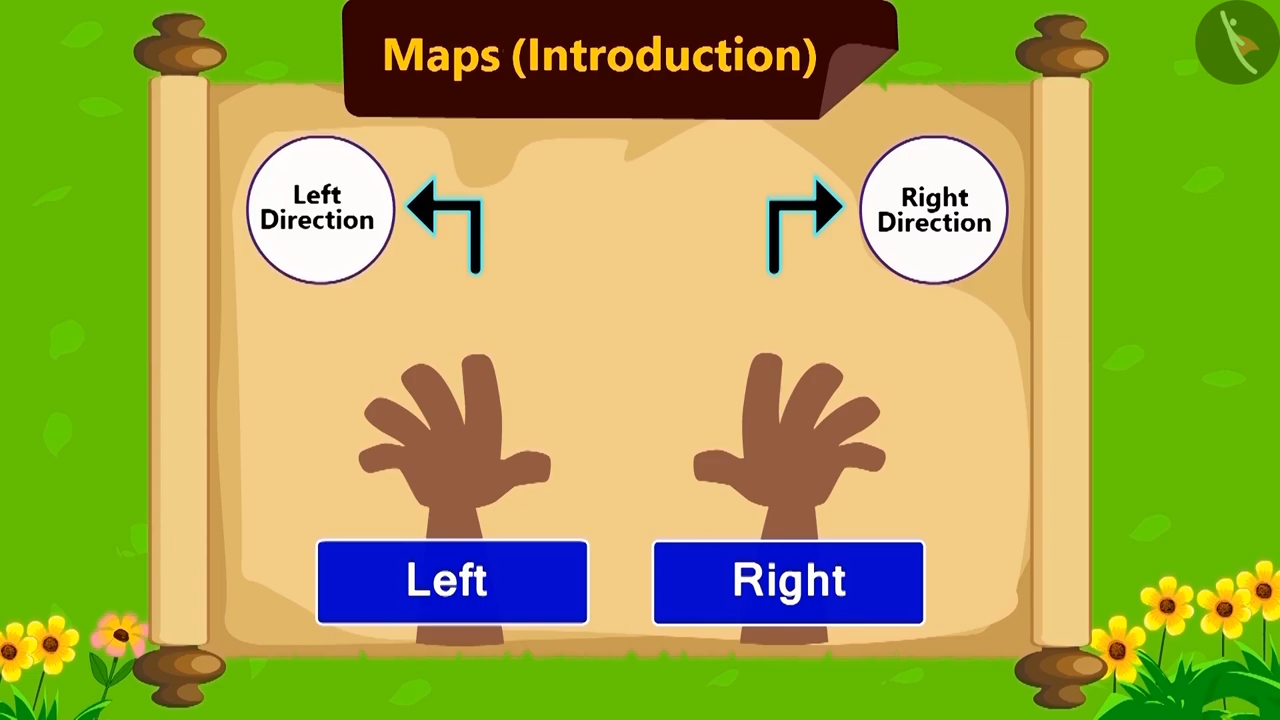 Maps (Introduction)
Left
Direction
Right
Direction
Left
Right